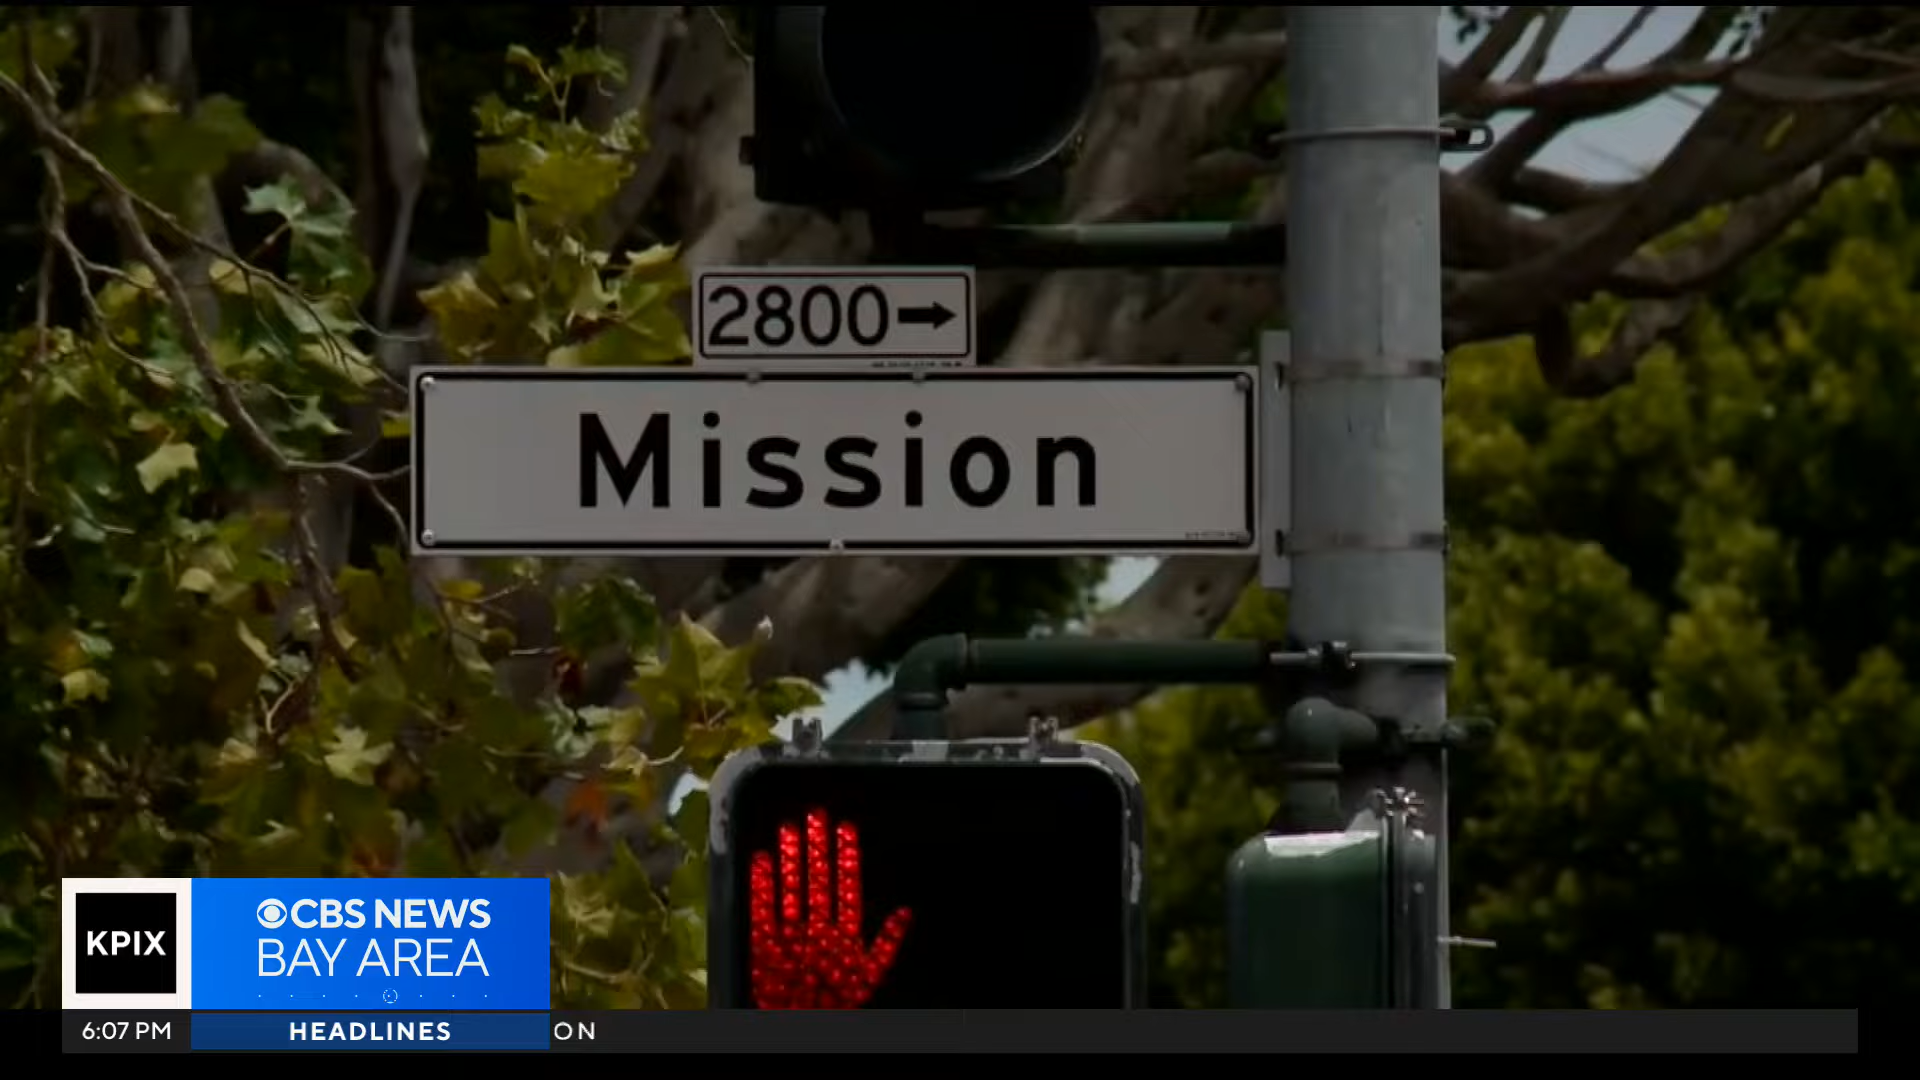 2800→
Mission
KPIX
CBS NEWS
BAY AREA
6:07 PM
HEADLINES
ON